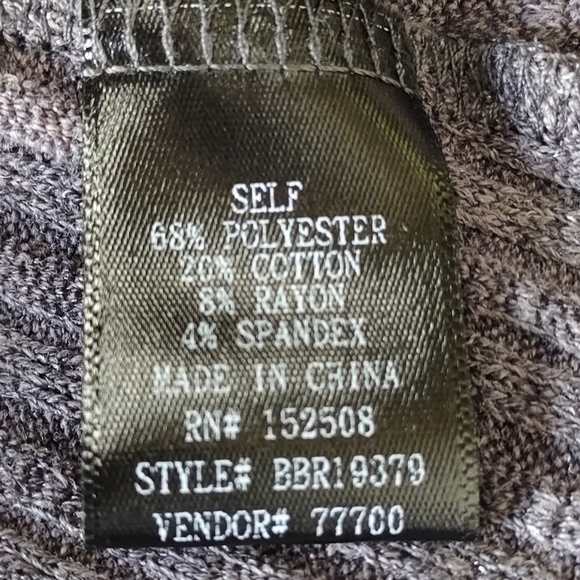 SELF
68% POLYESTER
20% COTTON
8% RAYON
4% SPANDEX
MADE IN CHINA
RN# 152508
STYLE# BBR19379
VENDOR# 77700